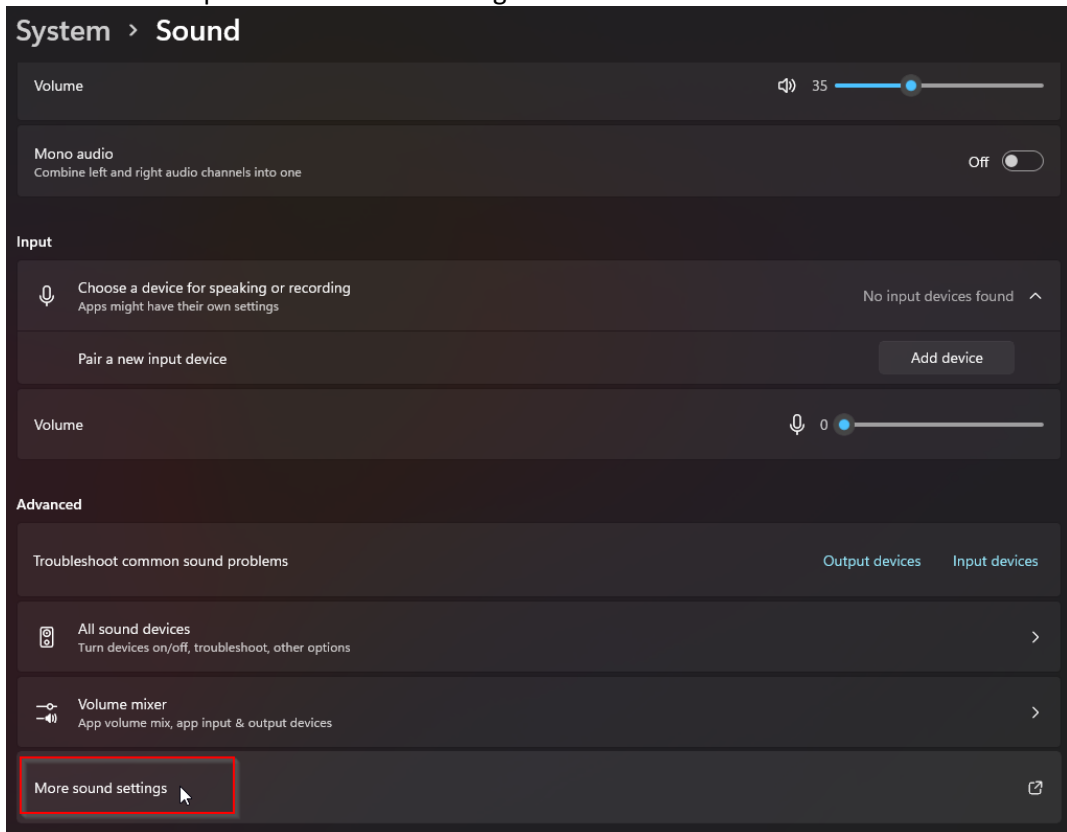 System > Sound
Volume
35
Mono audio
Combine left and right audio channels into one
Off
Input
Choose a device for speaking or recording
Apps might have their own settings
No input devices found
Pair a new input device
Add device
Volume
0
Advanced
Troubleshoot common sound problems
Output devices
Input devices
All sound devices
Turn devices on/off, troubleshoot, other options
Volume mixer
App volume mix, app input & output devices
More sound settings